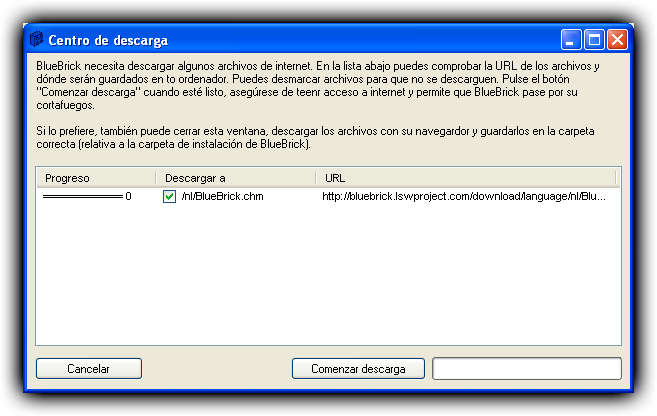 Centro de descarga
BlueBrick necesita descargar algunos archivos de internet. En la lista abajo puedes comprobar la URL de los archivos y
dónde serán guardados en to ordenador. Puedes desmarcar archivos para que no se descarguen. Pulse el botón
"Comenzar descarga" cuando esté listo, asegúrese de teenr acceso a internet y permite que BlueBrick pase por su
cortafuegos.
Si lo prefiere, también puede cerrar esta ventana, descargar los archivos con su navegardor y guardarlos en la carpeta
correcta (relativa a la carpeta de instalación de BlueBrick).
Progreso Descargar a URL
0 /nl/BlueBrick.chm http://bluebrick.lswproject.com/download/language/nl/Blu...
Cancelar Comenzar descarga